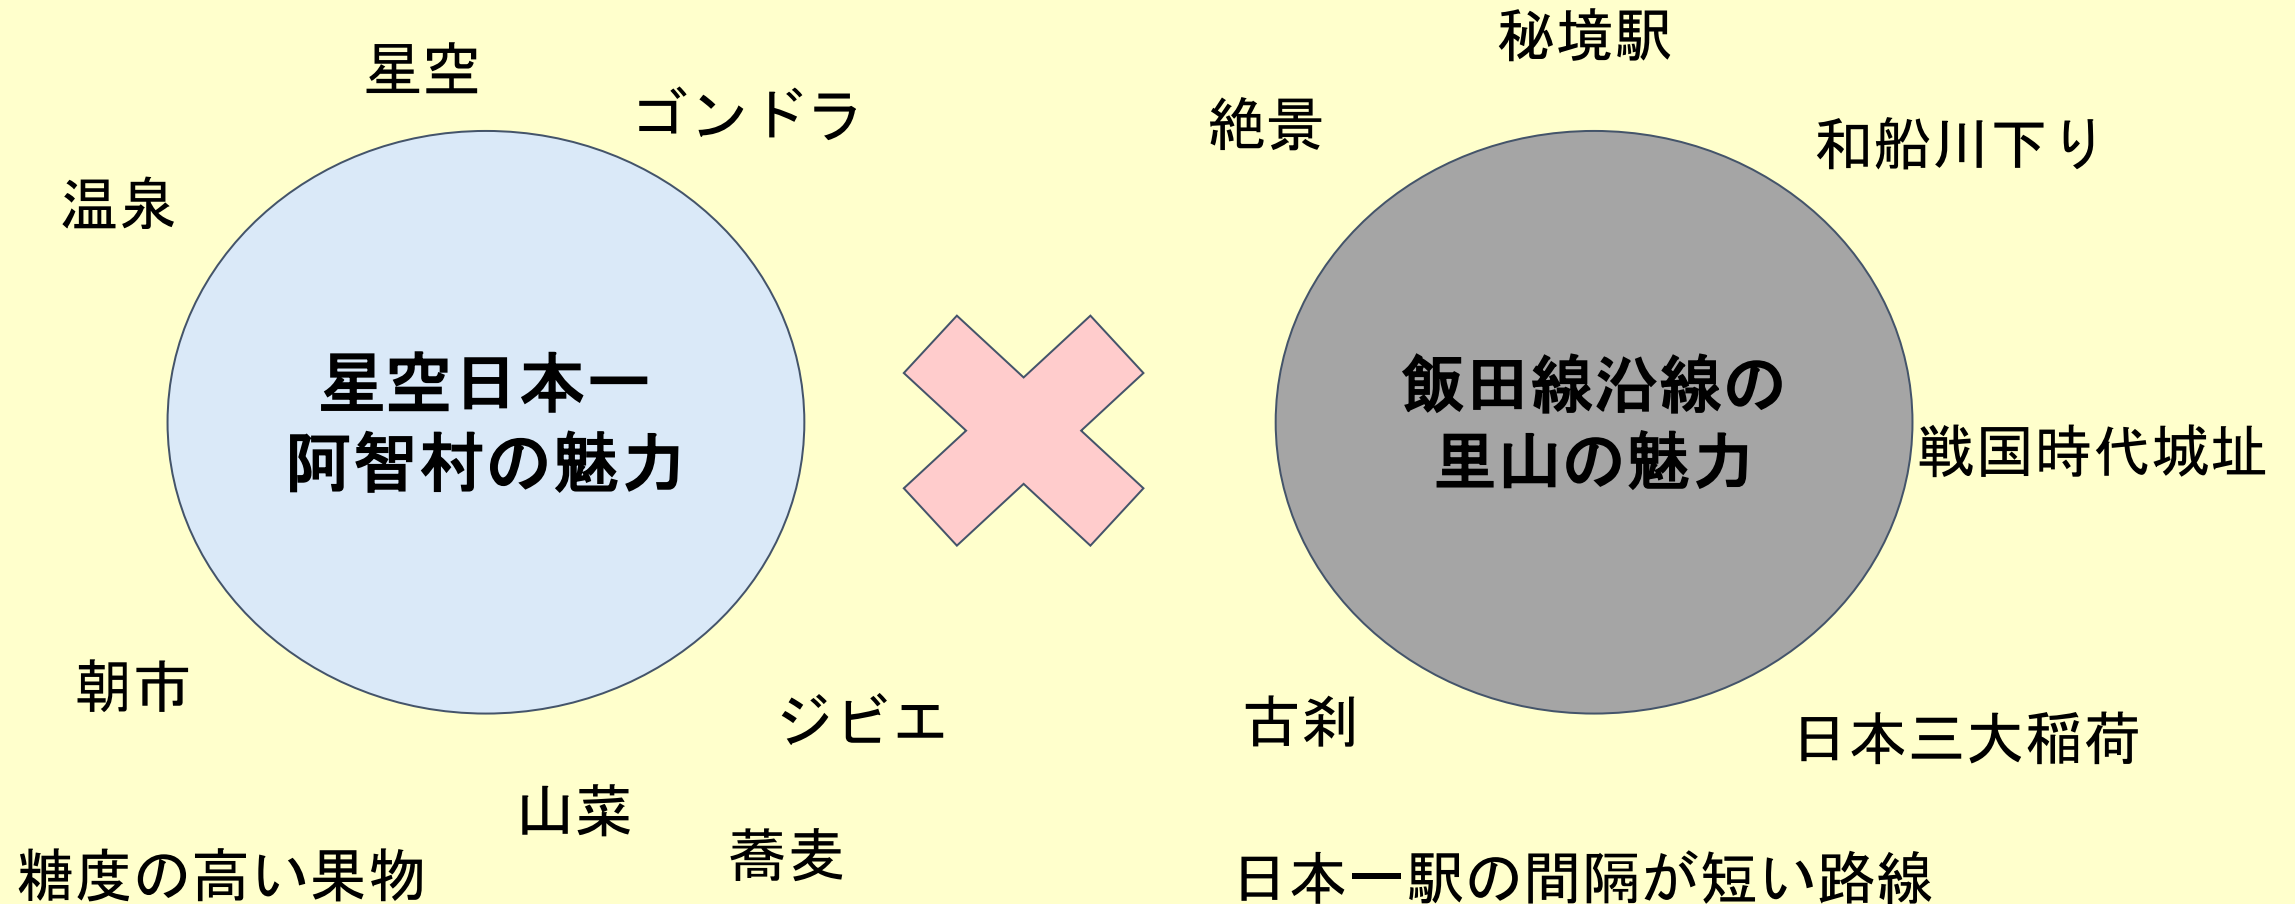 星空
ゴンドラ
温泉
星空日本一
阿智村の魅力
朝市
ジビエ
山菜
蕎麦
糖度の高い果物
秘境駅
絶景
和船川下り
飯田線沿線の
里山の魅力
戦国時代城址
古刹
日本三大稲荷
日本一駅の間隔が短い路線